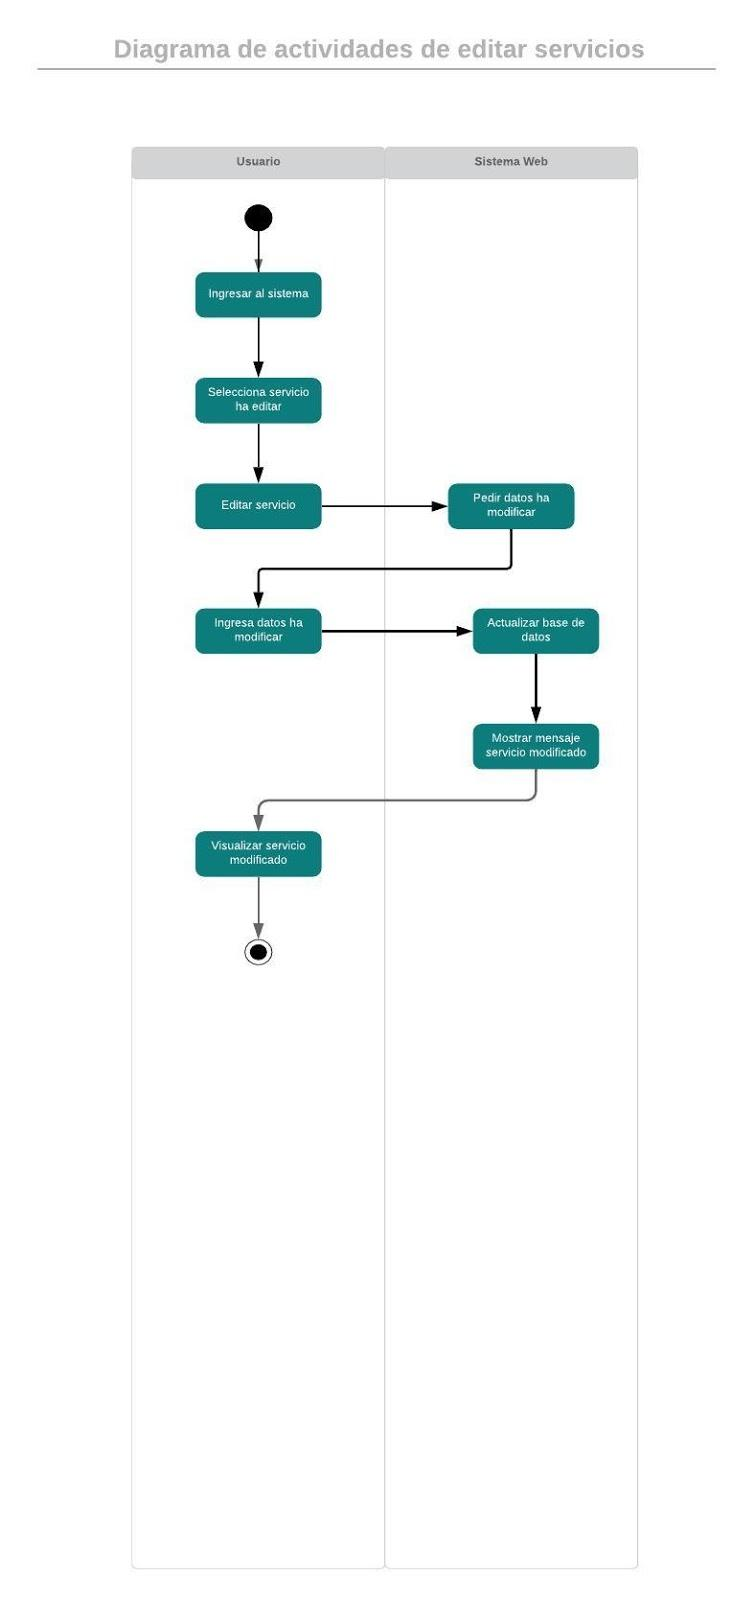 Diagrama de actividades de editar servicios
Usuario
Sistema Web
Ingresar al sistema
Selecciona servicio
ha editar
Editar servicio
Pedir datos ha
modificar
Ingresa datos ha
modificar
Actualizar base de
datos
Mostrar mensaje
servicio modificado
Visualizar servicio
modificado